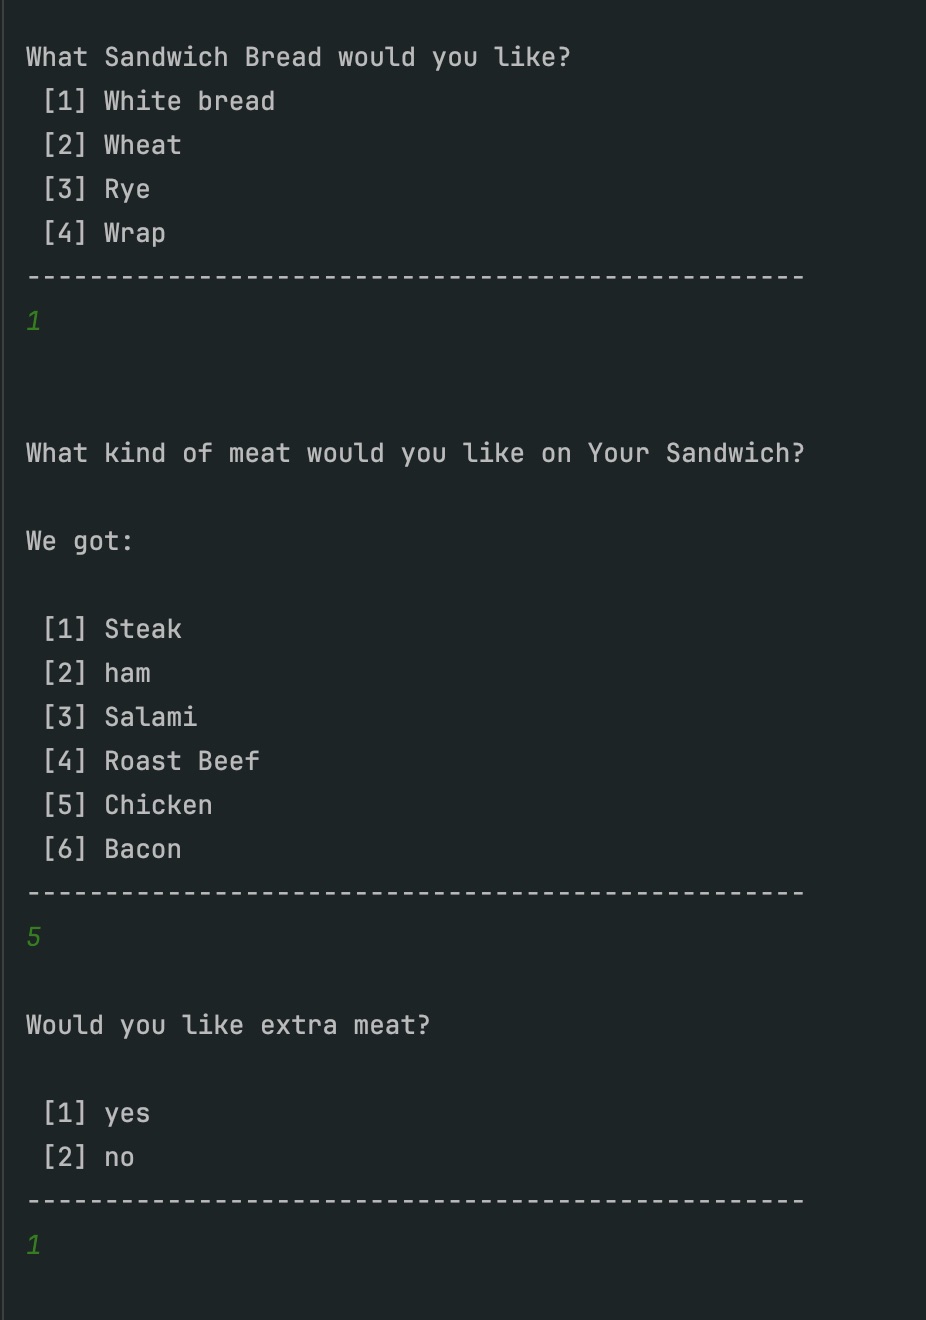 What Sandwich Bread would you like?
[1] White bread
[2] Wheat
[3] Rye
[4] Wrap
--------------------------------------------------
1
What kind of meat would you like on Your Sandwich?
We got:
[1] Steak
[2] ham
[3] Salami
[4] Roast Beef
[5] Chicken
[6] Bacon
--------------------------------------------------
5
Would you like extra meat?
[1] yes
[2] no
--------------------------------------------------
1